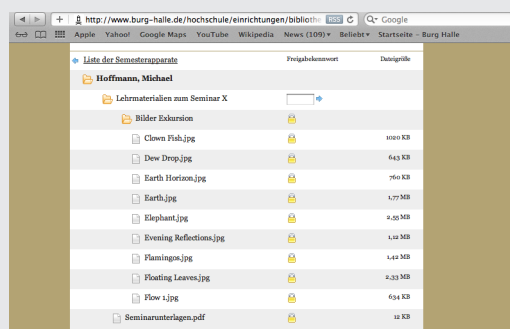 http://www.burg-halle.de/hochschule/einrichtungen/biblioth RSS Google
Apple Yahoo! Google Maps YouTube Wikipedia News (109)▾ Beliebt▾ Startseite – Burg Halle
Liste der Semesterapparate Freigabekennwort Dateigröße
Hoffmann, Michael
Lehrmaterialien zum Seminar X
Bilder Exkursion
Clown Fish.jpg 1020 KB
Dew Drop.jpg 643 KB
Earth Horizon.jpg 760 KB
Earth.jpg 1,77 MB
Elephant.jpg 2,55 MB
Evening Reflections.jpg 1,12 MB
Flamingos.jpg 1,42 MB
Floating Leaves.jpg 2,33 MB
Flow 1.jpg 634 KB
Seminarunterlagen.pdf 12 KB